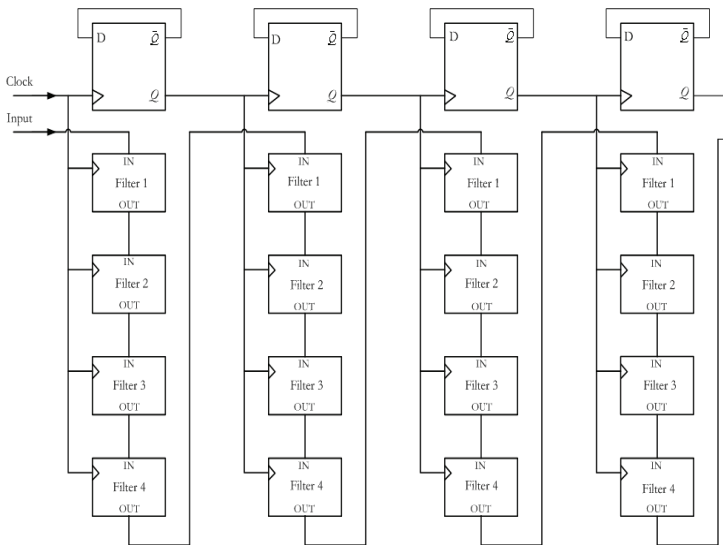 D Q̄ D Q̄ D Q̄ D Q̄
Clock
Q Q Q Q
Input
IN IN IN IN
Filter 1 Filter 1 Filter 1 Filter 1
OUT OUT OUT OUT
IN IN IN IN
Filter 2 Filter 2 Filter 2 Filter 2
OUT OUT OUT OUT
IN IN IN IN
Filter 3 Filter 3 Filter 3 Filter 3
OUT OUT OUT OUT
IN IN IN IN
Filter 4 Filter 4 Filter 4 Filter 4
OUT OUT OUT OUT